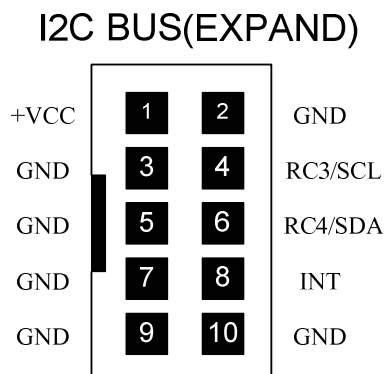 I2C BUS(EXPAND)
+VCC 1 2 GND
GND 3 4 RC3/SCL
GND 5 6 RC4/SDA
GND 7 8 INT
GND 9 10 GND